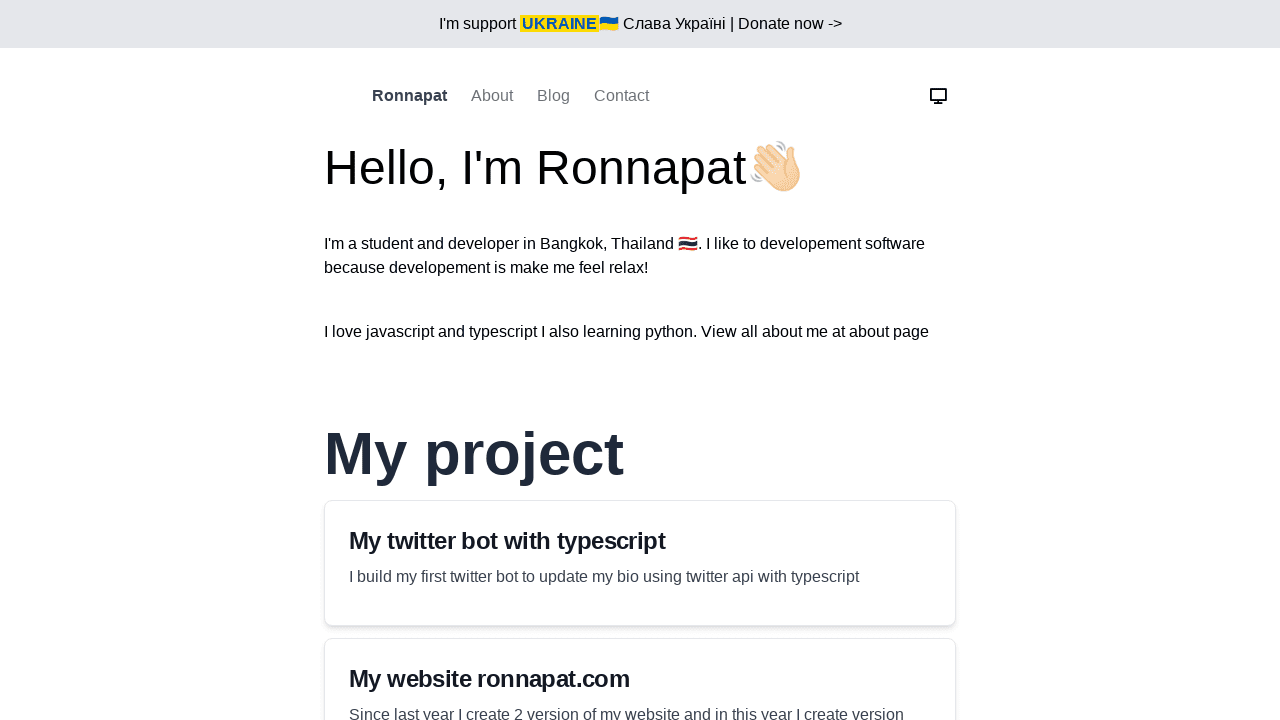 I'm support UKRAINE🇺🇦 Слава Україні | Donate now ->
Ronnapat About Blog Contact
Hello, I'm Ronnapat👋🏻
I'm a student and developer in Bangkok, Thailand 🇹🇭. I like to developement software
because developement is make me feel relax!
I love javascript and typescript I also learning python. View all about me at about page
My project
My twitter bot with typescript
I build my first twitter bot to update my bio using twitter api with typescript
My website ronnapat.com
Since last year I create 2 version of my website and in this year I create version